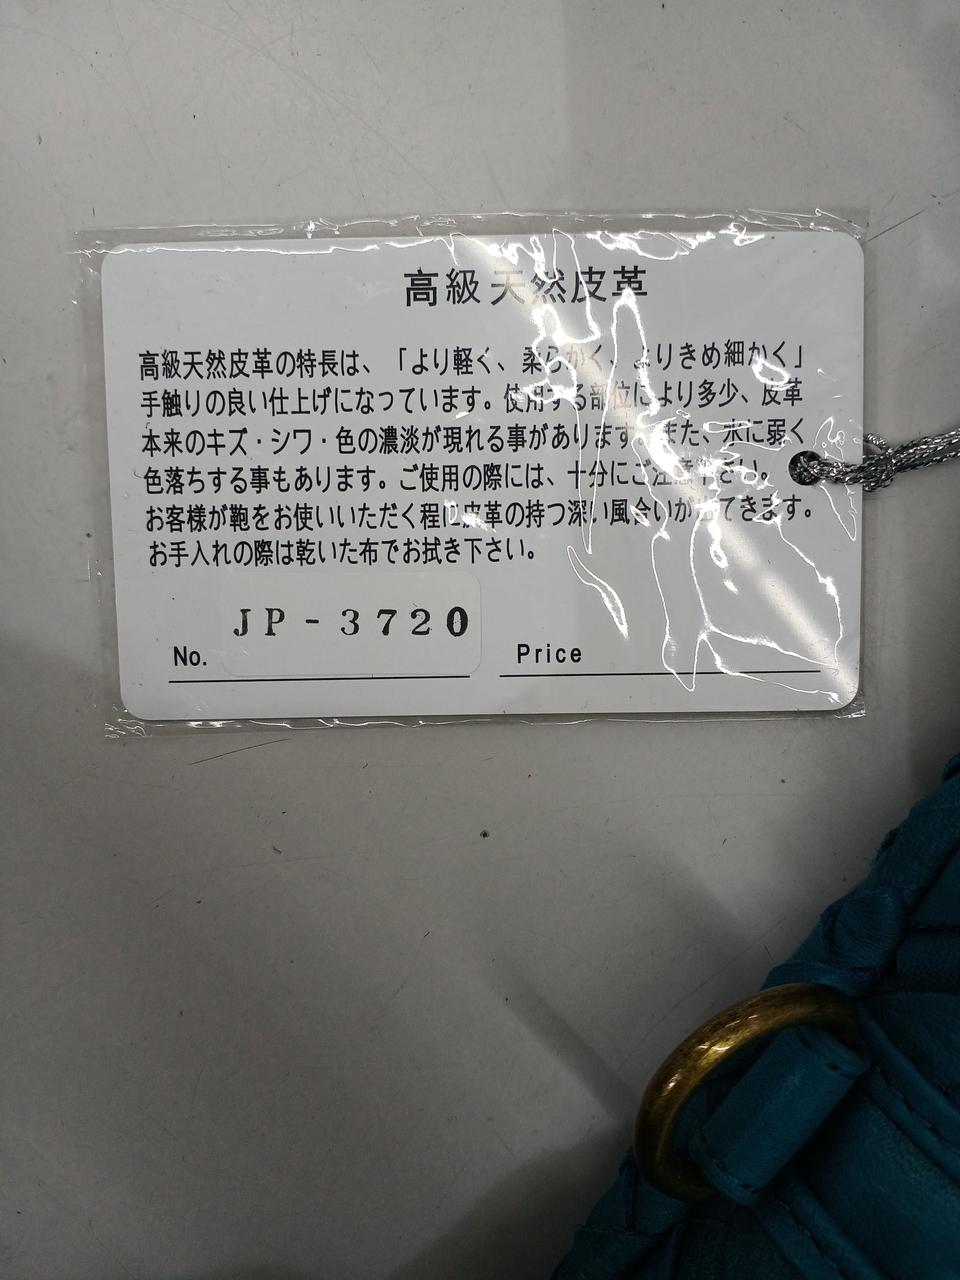 高級天然皮革
高級天然皮革の特長は、「より軽く、柔らかく、よりきめ細かく」
手触りの良い仕上げになっています。使用する部位により多少、皮革
本来のキズ・シワ・色の濃淡が現れる事があります。また、水に弱く
色落ちする事もあります。ご使用の際には、十分にご注意下さい。
お客様が鞄をお使いいただく程に皮革の持つ深い風合いが出てきます。
お手入れの際は乾いた布でお拭き下さい。
JP-3720
No.
Price